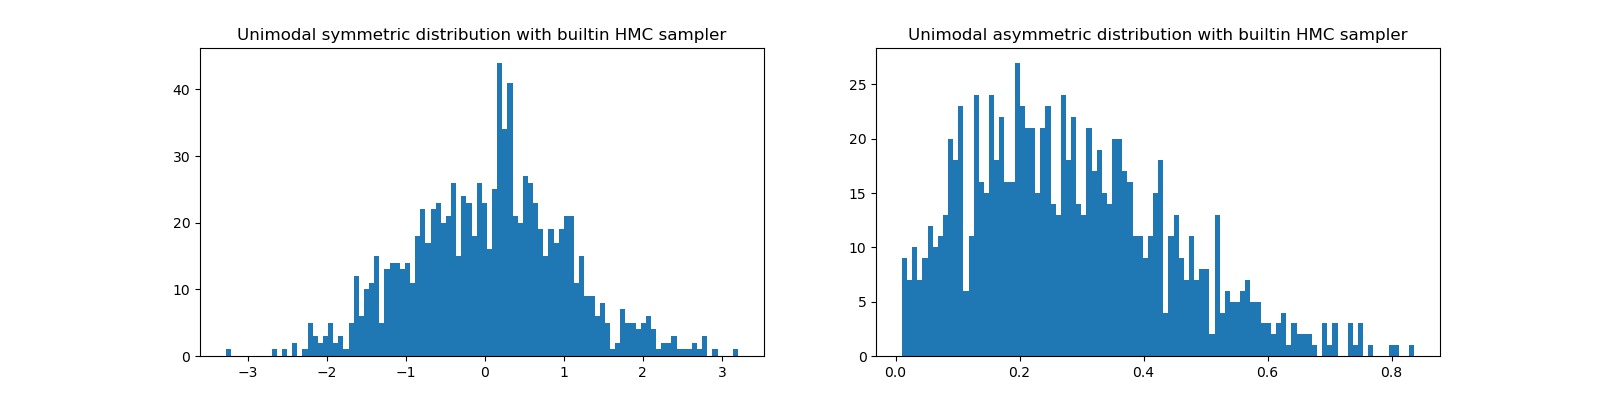 Unimodal symmetric distribution with builtin HMC sampler
40
30
20
10
0
−3 −2 −1 0 1 2 3
Unimodal asymmetric distribution with builtin HMC sampler
25
20
15
10
5
0
0.0 0.2 0.4 0.6 0.8